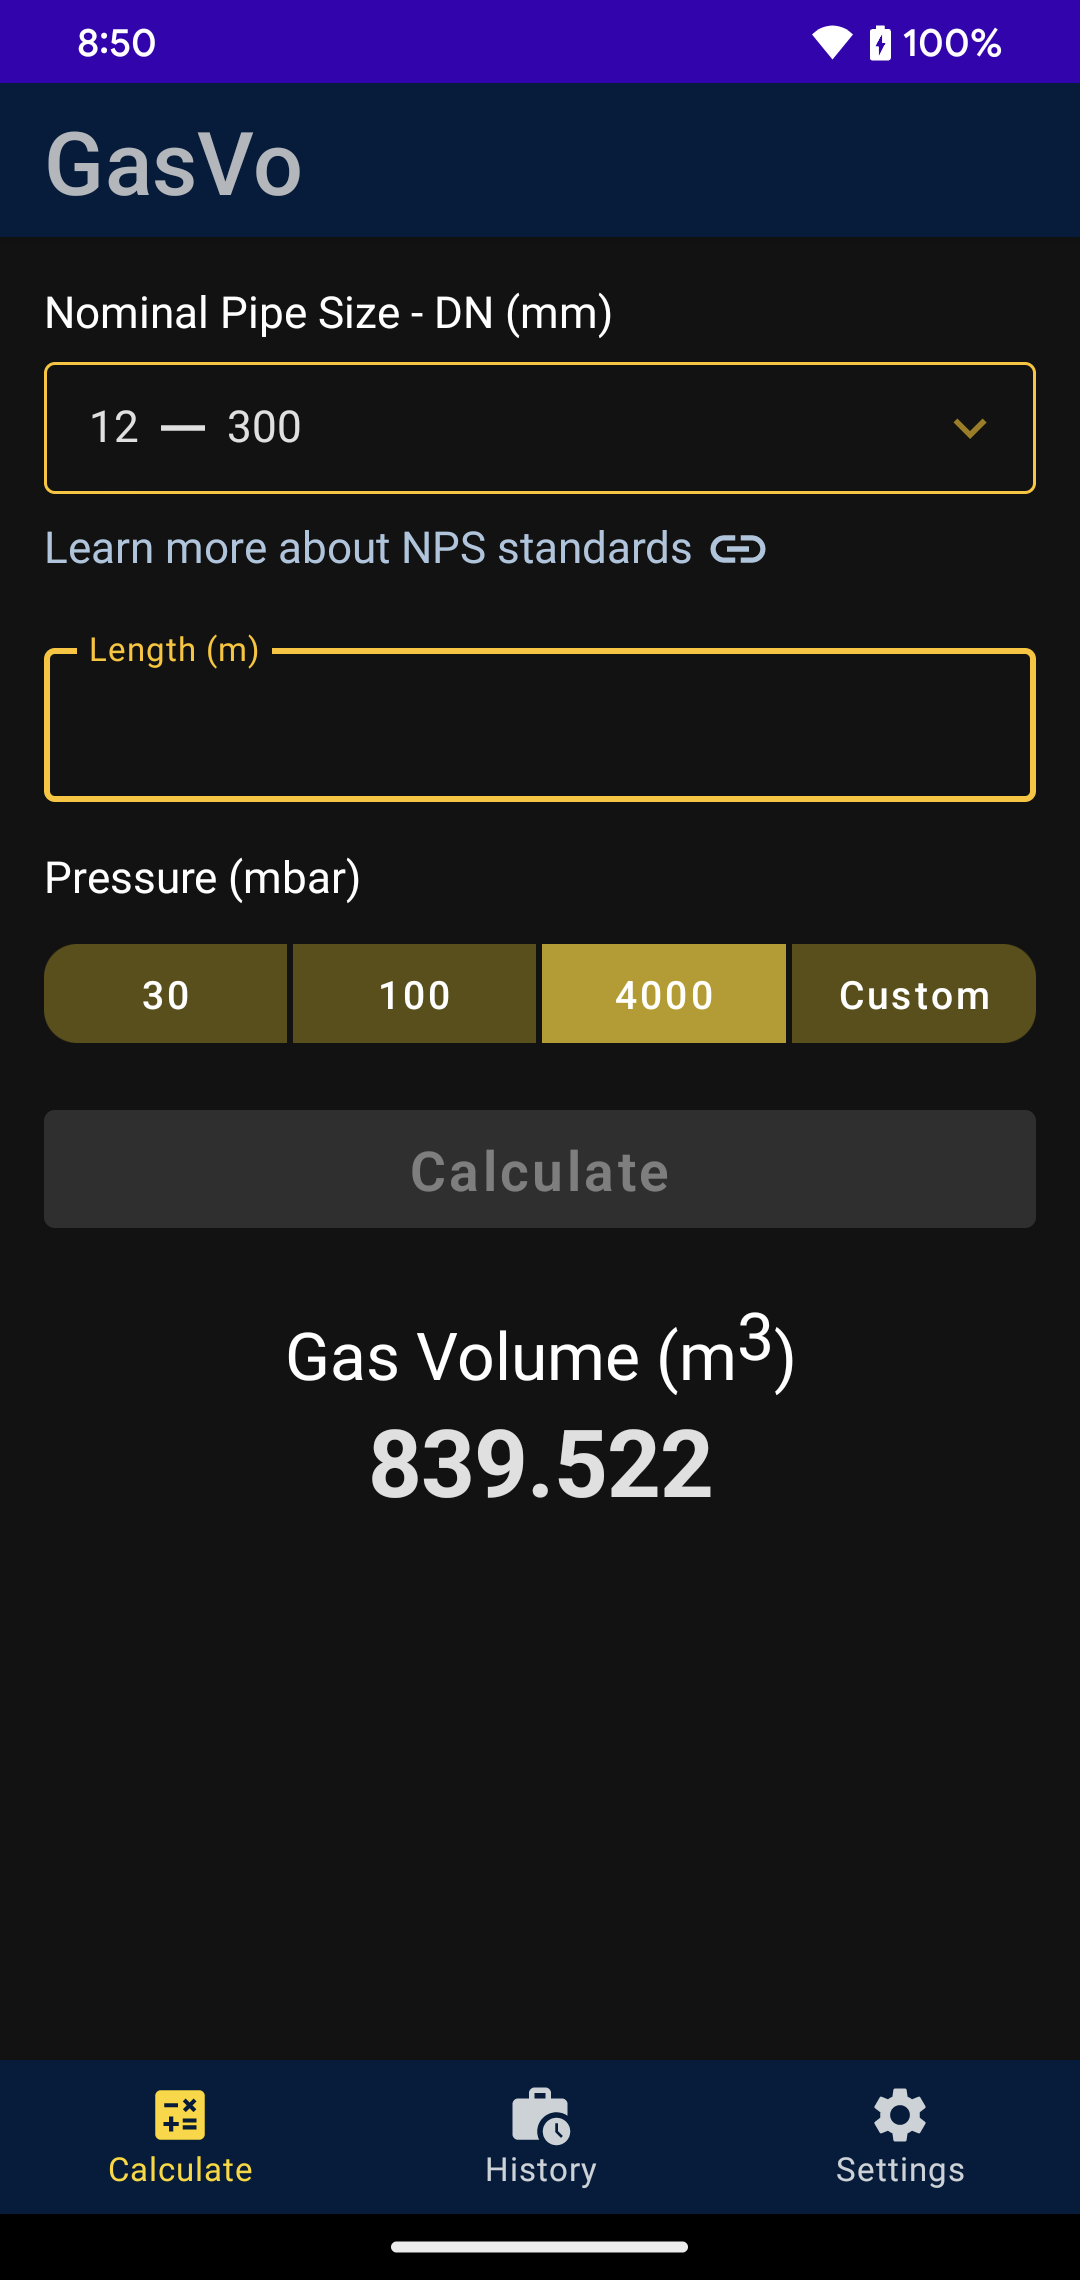 8:50 100%
GasVo
Nominal Pipe Size - DN (mm)
12 — 300
Learn more about NPS standards
Length (m)
Pressure (mbar)
30 100 4000 Custom
Calculate
Gas Volume (m³)
839.522
Calculate History Settings